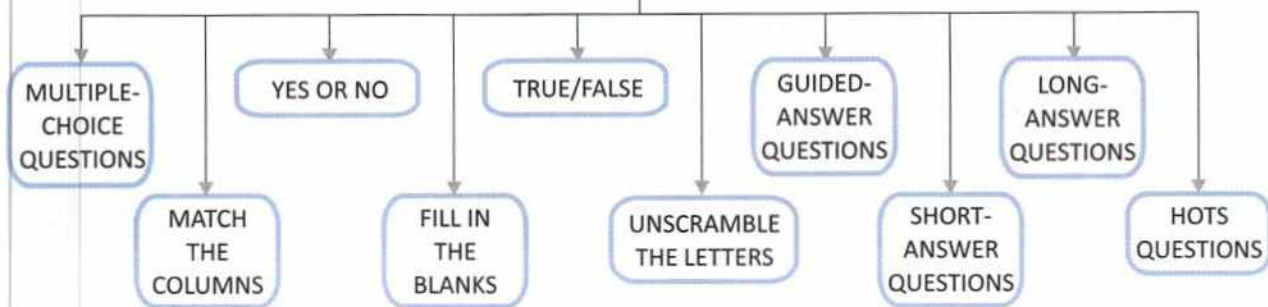 MULTIPLE-
CHOICE
QUESTIONS
YES OR NO
TRUE/FALSE
GUIDED-
ANSWER
QUESTIONS
LONG-
ANSWER
QUESTIONS
MATCH
THE
COLUMNS
FILL IN
THE
BLANKS
UNSCRAMBLE
THE LETTERS
SHORT-
ANSWER
QUESTIONS
HOTS
QUESTIONS